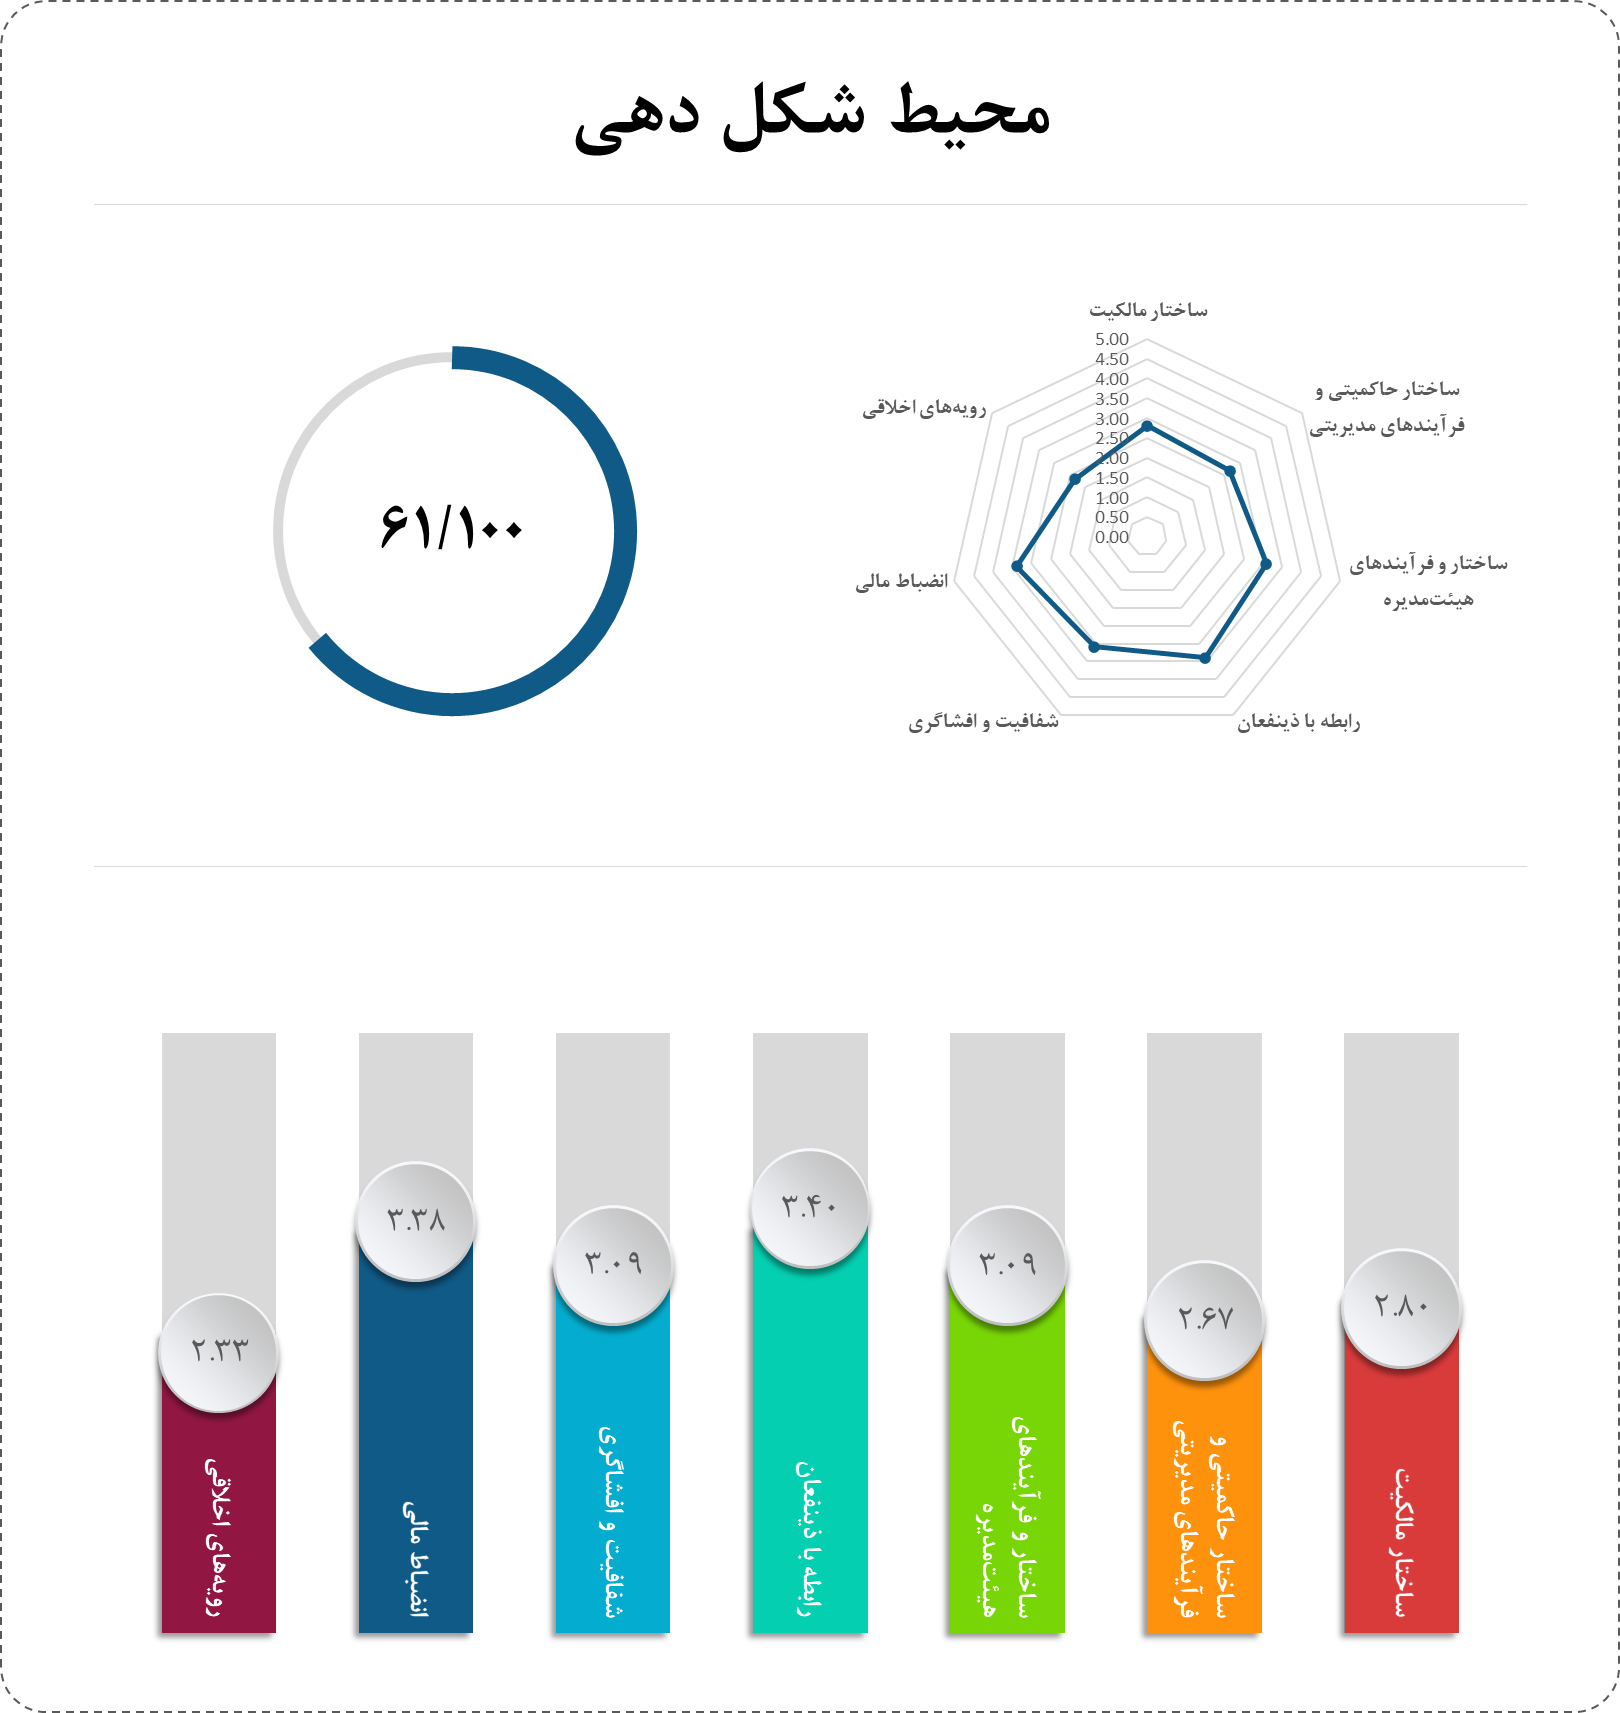 محیط شکل دهی
ساختار مالکیت
5.00
4.50
4.00
3.50
3.00
2.50
2.00
1.50
1.00
0.50
0.00
ساختار حاکمیتی و
فرآیندهای مدیریتی
ساختار و فرآیندهای
هیئت‌مدیره
رابطه با ذینفعان
شفافیت و افشاگری
انضباط مالی
رویه‌های اخلاقی
۶۱/۱۰۰
۲.۸۰
ساختار مالکیت
۲.۶۷
ساختار حاکمیتی و
فرآیندهای مدیریتی
۳.۰۹
ساختار و فرآیندهای
هیئت‌مدیره
۳.۴۰
رابطه با ذینفعان
۳.۰۹
شفافیت و افشاگری
۳.۳۸
انضباط مالی
۲.۳۳
رویه‌های اخلاقی